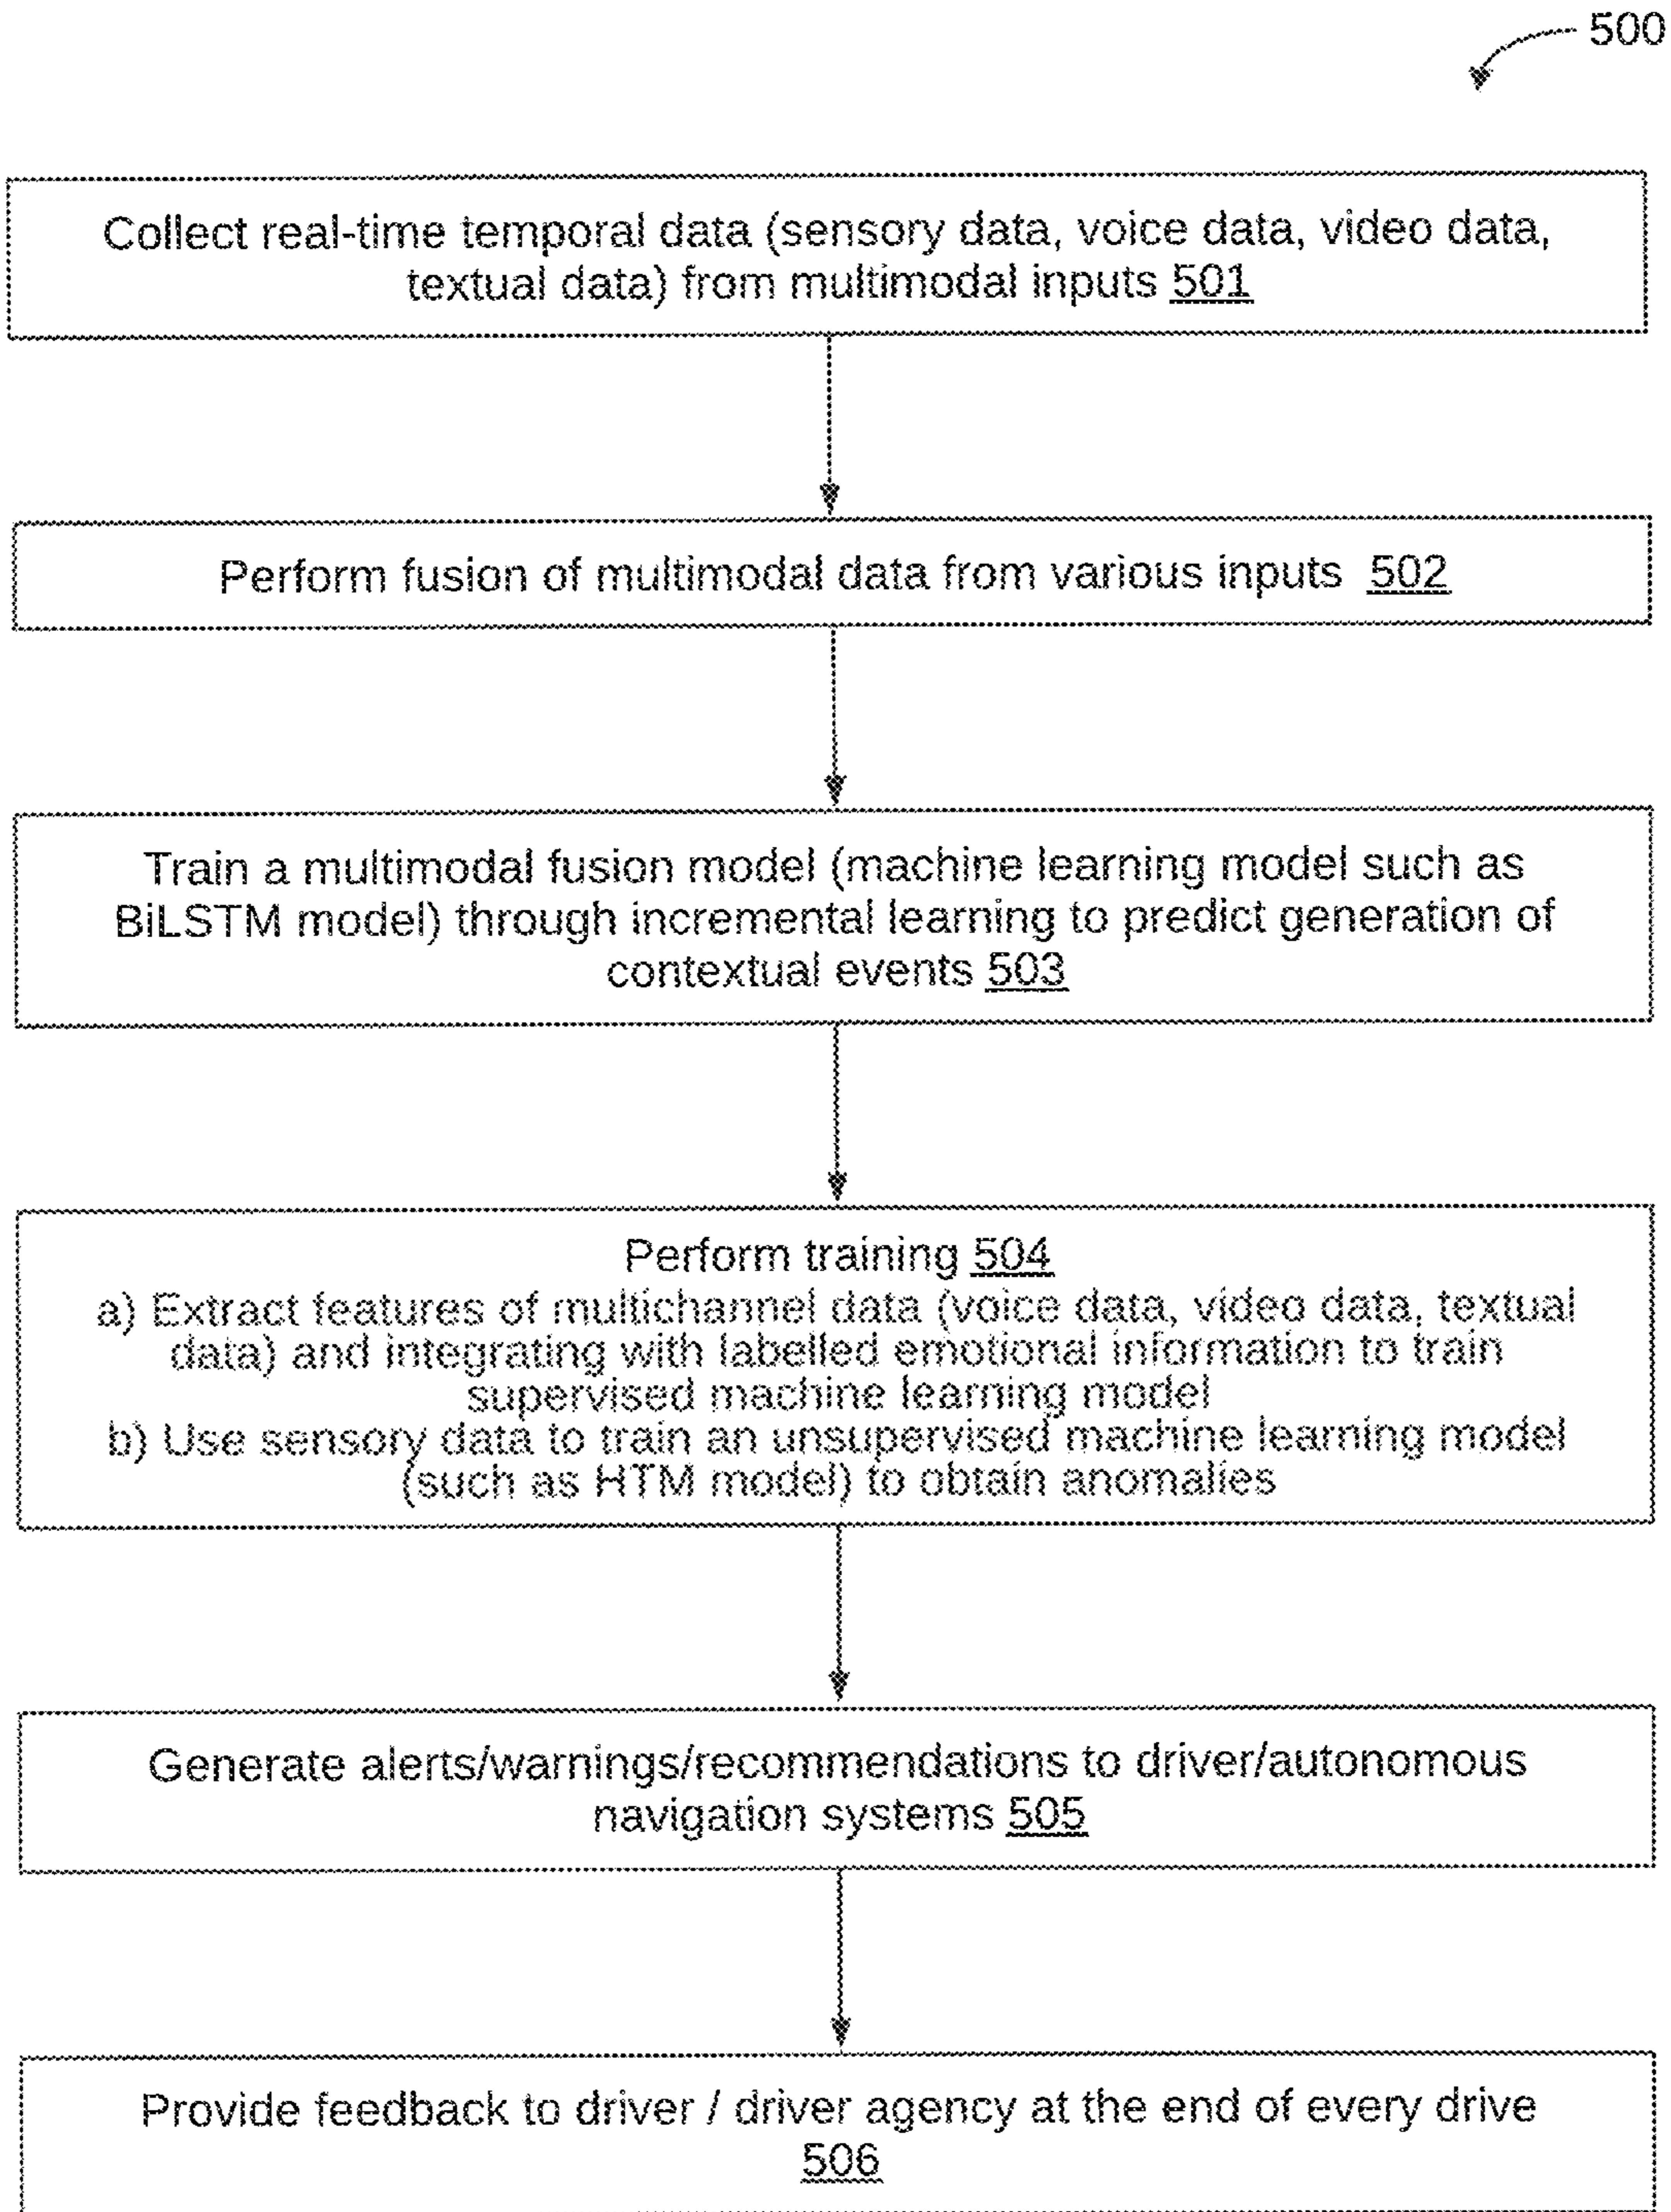 500
Collect real-time temporal data (sensory data, voice data, video data,
textual data) from multimodal inputs 501
Perform fusion of multimodal data from various inputs 502
Train a multimodal fusion model (machine learning model such as
BiLSTM model) through incremental learning to predict generation of
contextual events 503
Perform training 504
a) Extract features of multichannel data (voice data, video data, textual
data) and integrating with labelled emotional information to train
supervised machine learning model
b) Use sensory data to train an unsupervised machine learning model
(such as HTM model) to obtain anomalies
Generate alerts/warnings/recommendations to driver/autonomous
navigation systems 505
Provide feedback to driver / driver agency at the end of every drive
506